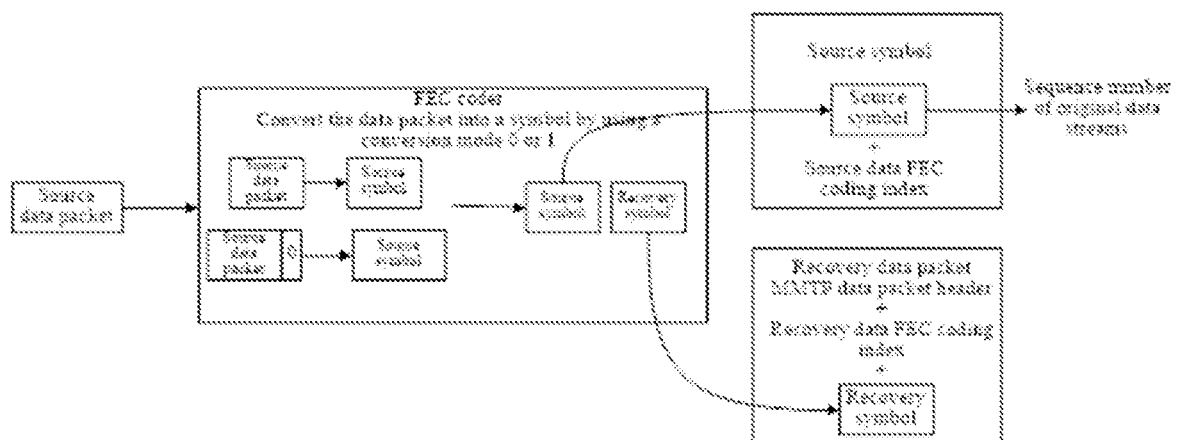 Source
data packet
FEC coder
Convert the data packet into a symbol by using a
conversion mode 0 or 1
Source
data
packet
Source
symbol
Source
data
packet
0
Source
symbol
Source
symbol
Recovery
symbol
Source symbol
Source
symbol
+
Source data FEC
coding index
Sequence number
of original data
streams
Recovery data packet
MMTP data packet header
+
Recovery data FEC coding
index
+
Recovery
symbol